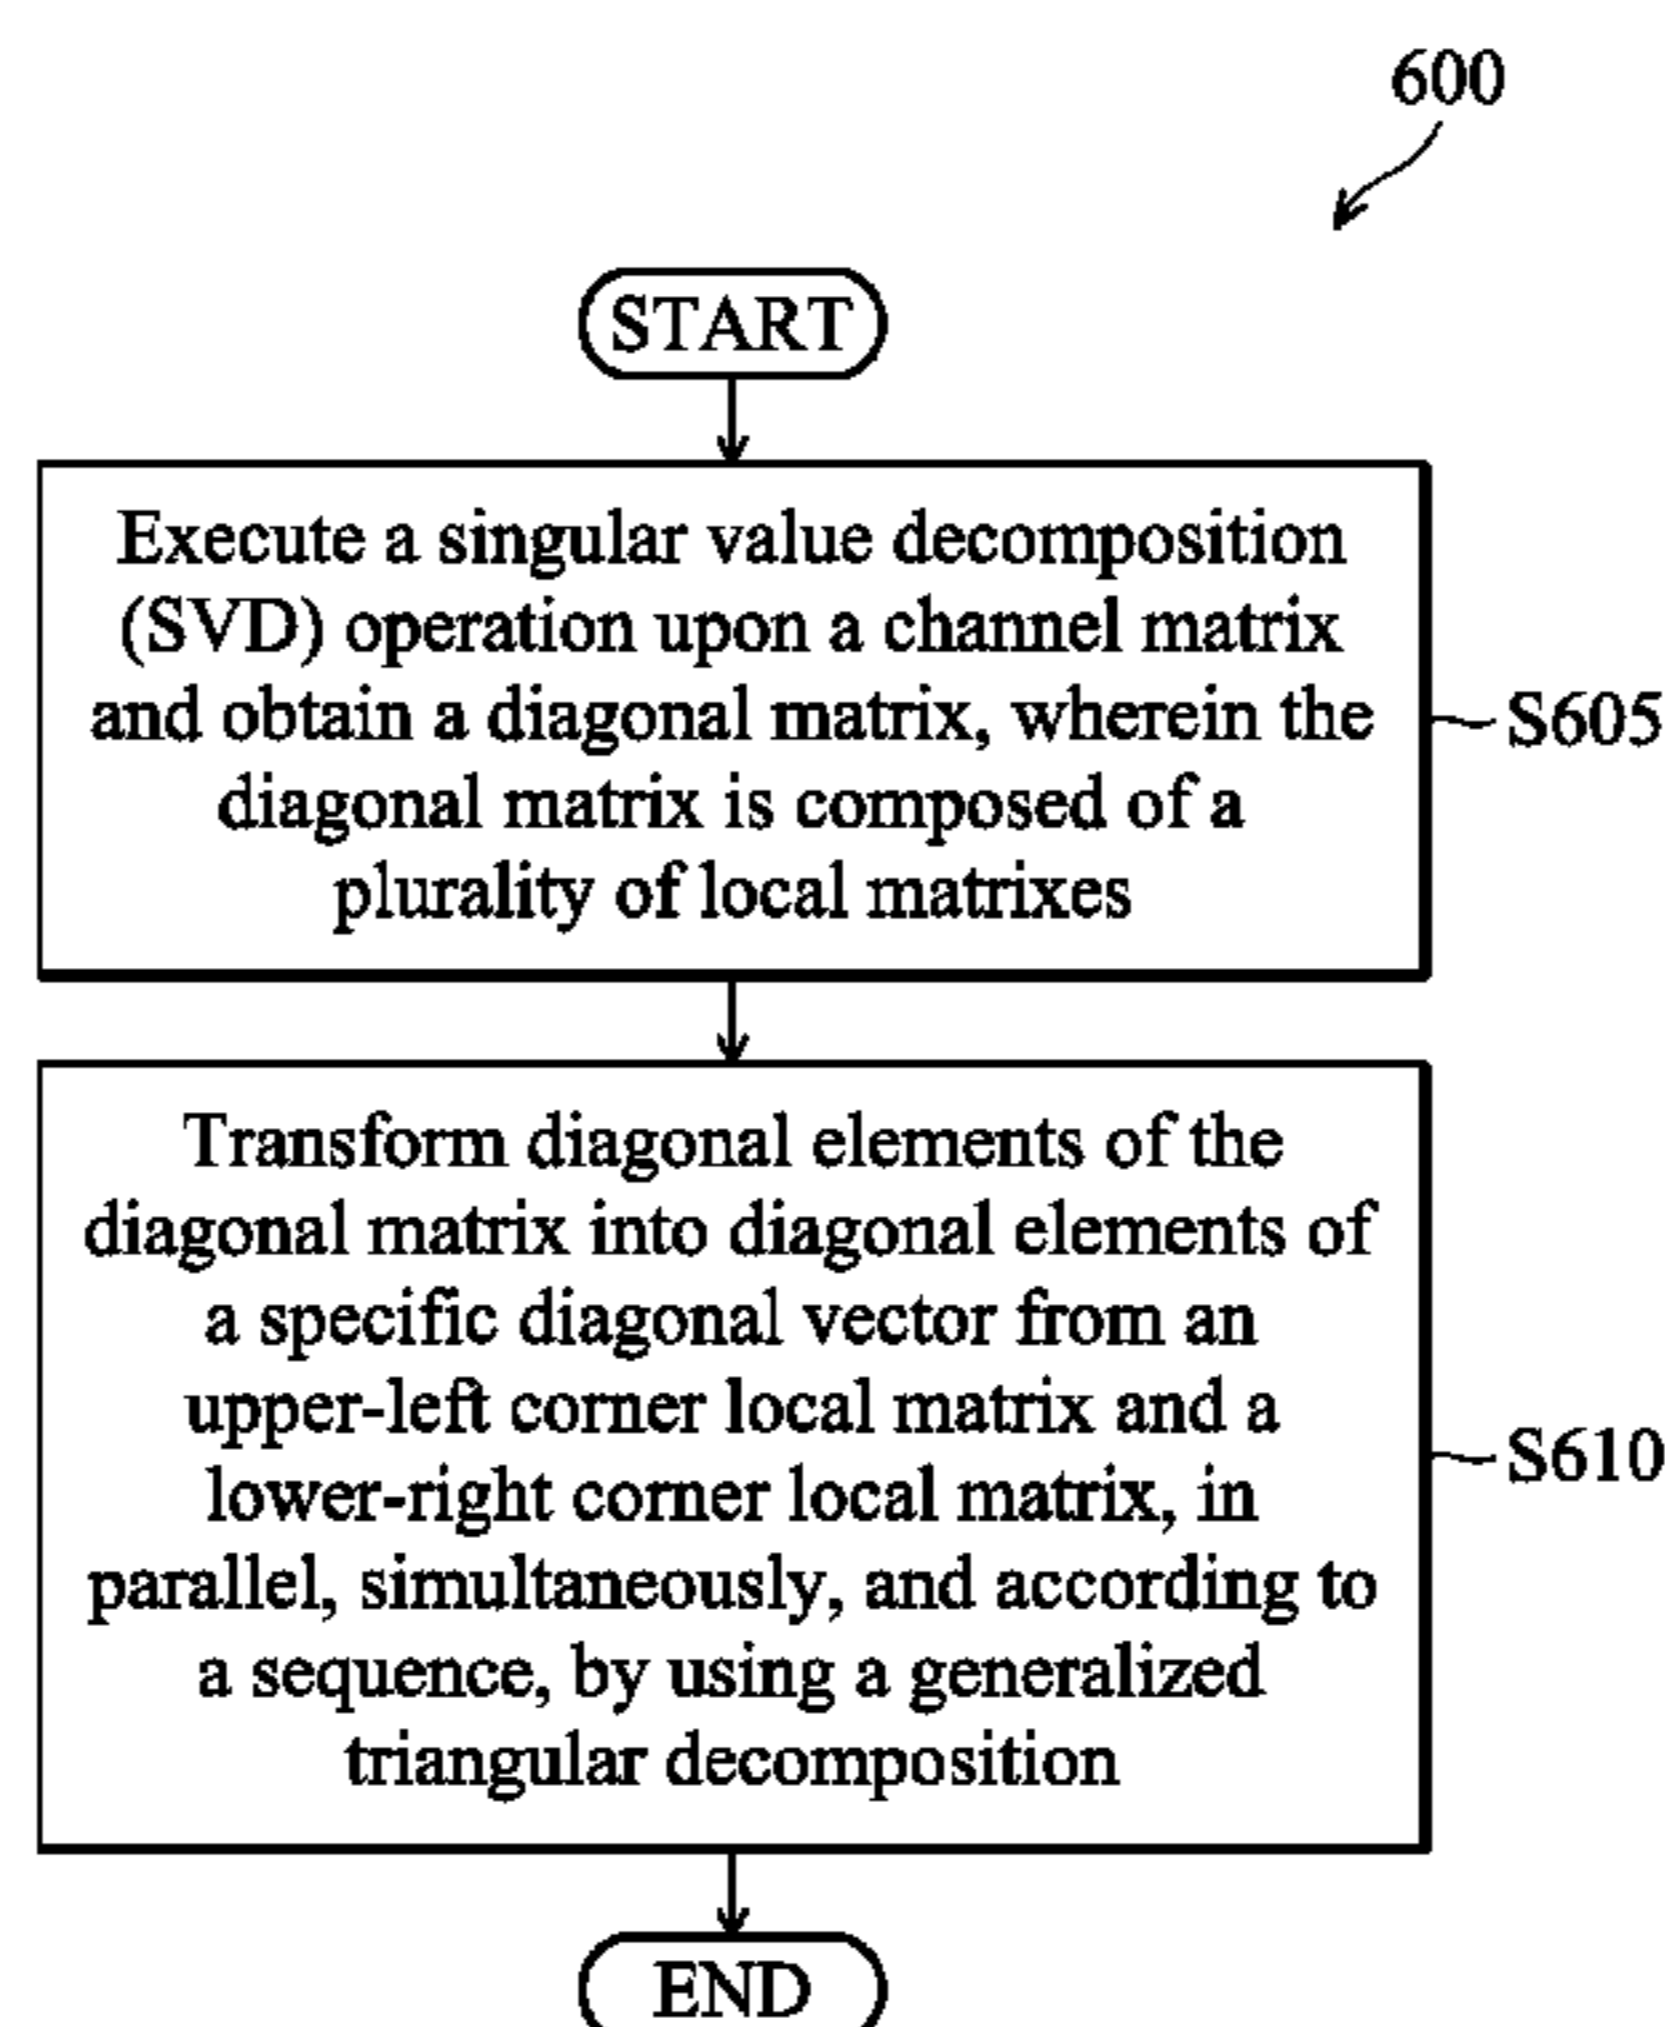 600
START
Execute a singular value decomposition
(SVD) operation upon a channel matrix
and obtain a diagonal matrix, wherein the
diagonal matrix is composed of a
plurality of local matrixes
S605
Transform diagonal elements of the
diagonal matrix into diagonal elements of
a specific diagonal vector from an
upper-left corner local matrix and a
lower-right corner local matrix, in
parallel, simultaneously, and according to
a sequence, by using a generalized
triangular decomposition
S610
END